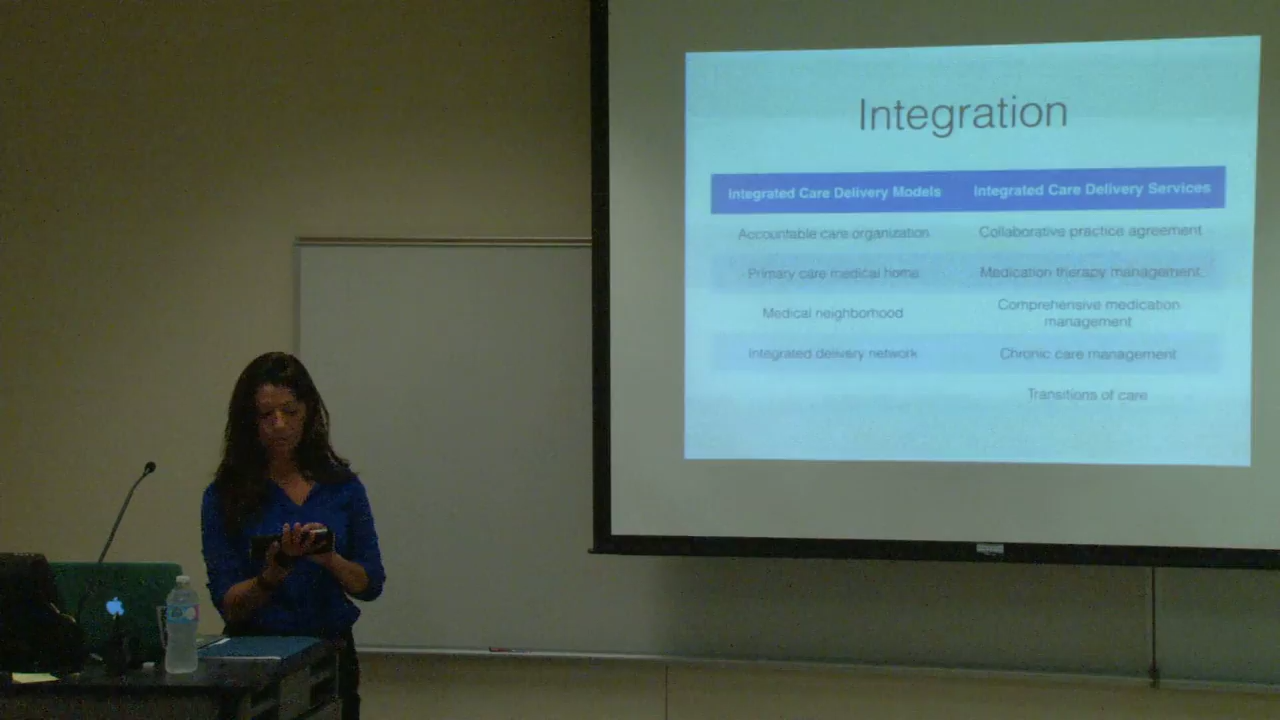 Integration
Integrated Care Delivery Models Integrated Care Delivery Services
Accountable care organization Collaborative practice agreement
Primary care medical home Medication therapy management
Medical neighborhood Comprehensive medication management
Integrated delivery network Chronic care management
Transitions of care